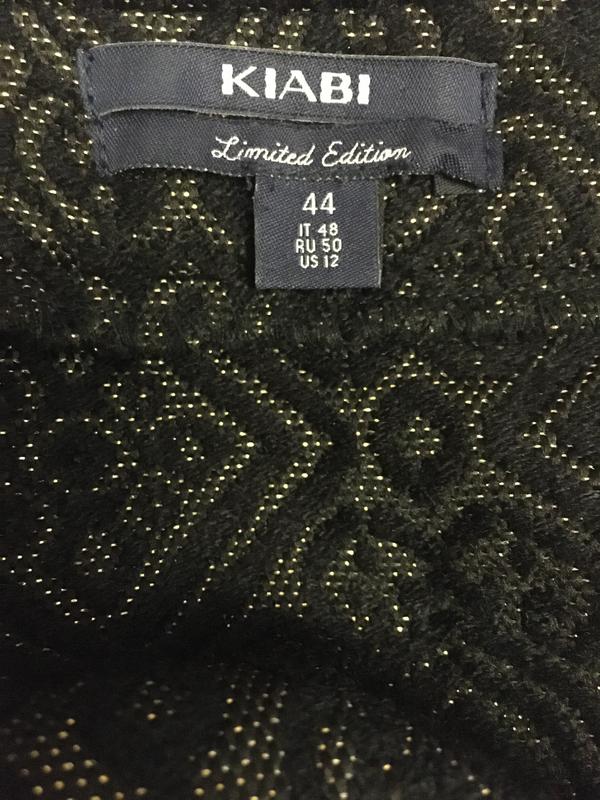 KIABI
Limited Edition
44
IT 48
RU 50
US 12